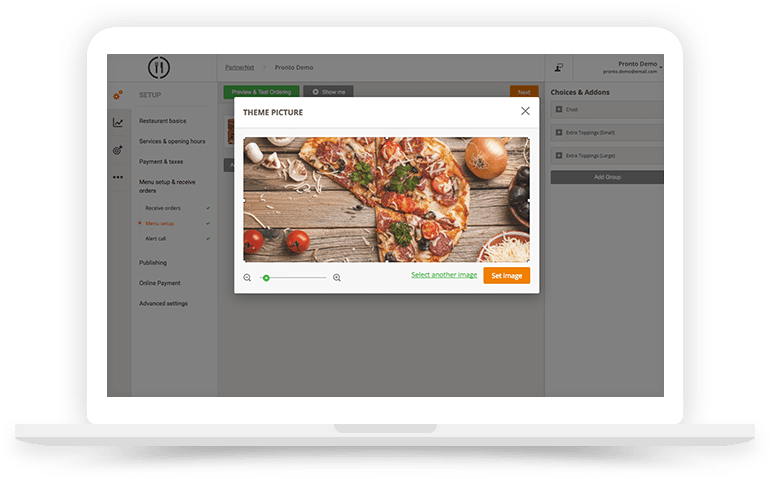 PartnerNet > Pronto Demo
Pronto Demo
pronto.demo@email.com
SETUP
Restaurant basics
Services & opening hours
Payment & taxes
Menu setup & receive
orders
Receive orders
Menu setup
Alert call
Publishing
Online Payment
Advanced settings
Preview & Test Ordering
Show me
Next
THEME PICTURE
Select another image
Set Image
Choices & Addons
Crust
Extra Toppings (Small)
Extra Toppings (Large)
Add Group